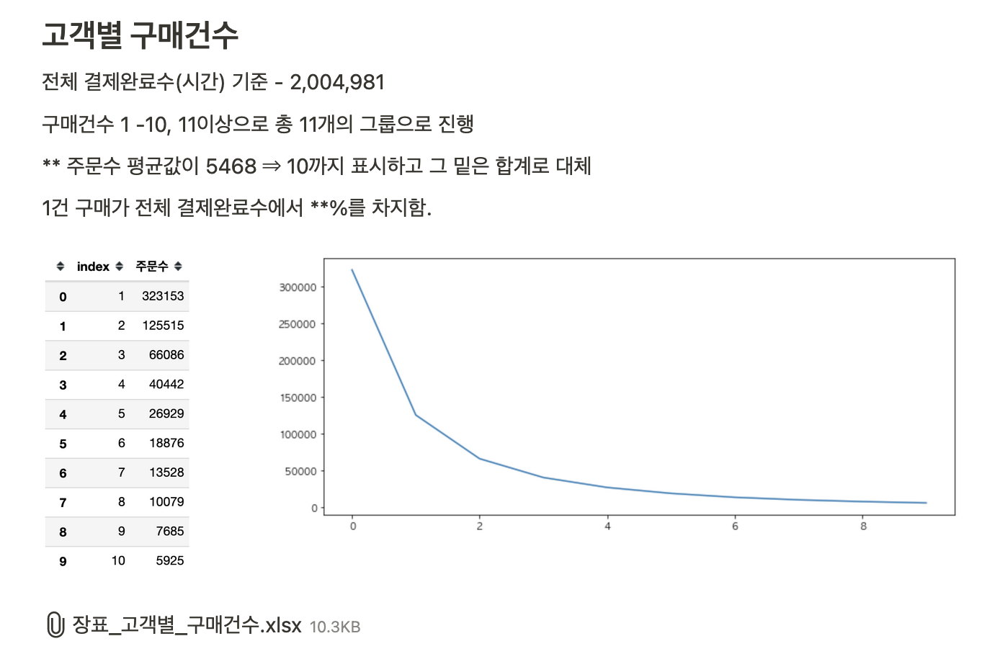 고객별 구매건수
전체 결제완료수(시간) 기준 - 2,004,981
구매건수 1 -10, 11이상으로 총 11개의 그룹으로 진행
** 주문수 평균값이 5468 ⇒ 10까지 표시하고 그 밑은 합계로 대체
1건 구매가 전체 결제완료수에서 **%를 차지함.
index 주문수
0 1 323153
1 2 125515
2 3 66086
3 4 40442
4 5 26929
5 6 18876
6 7 13528
7 8 10079
8 9 7685
9 10 5925
300000
250000
200000
150000
100000
50000
0
0 2 4 6 8
장표_고객별_구매건수.xlsx 10.3KB